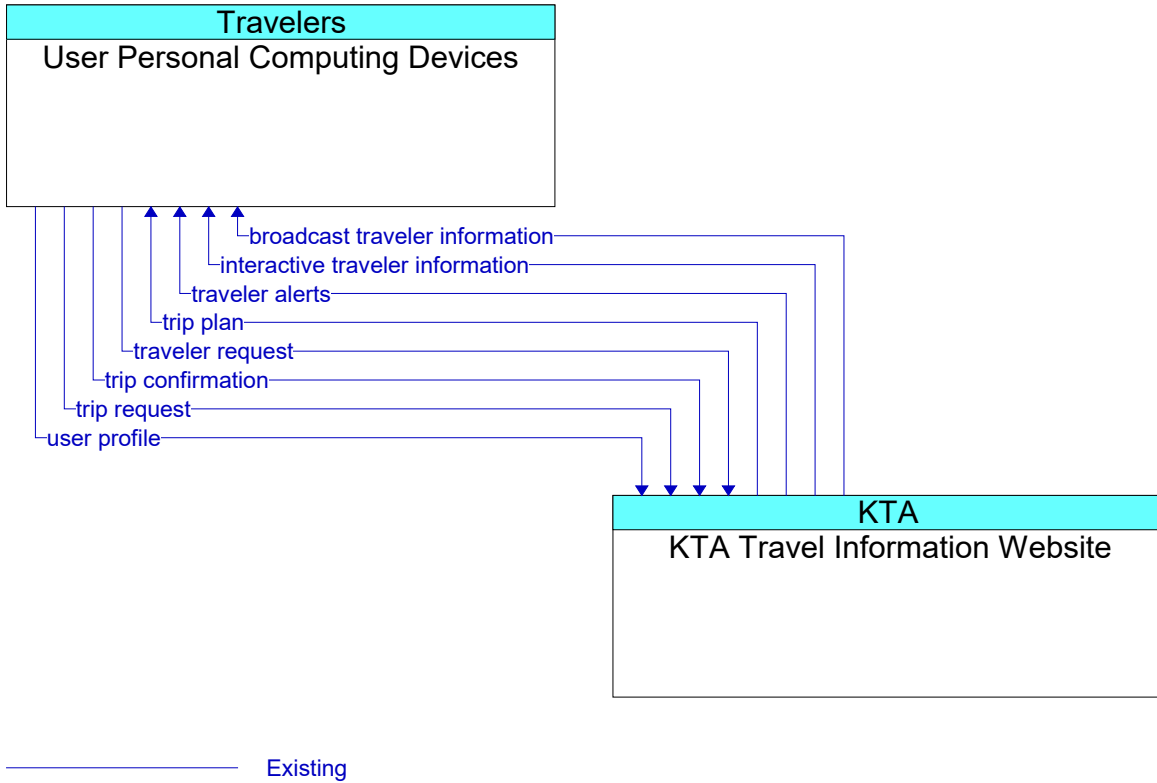 Travelers
User Personal Computing Devices
broadcast traveler information
interactive traveler information
traveler alerts
trip plan
traveler request
trip confirmation
trip request
user profile
KTA
KTA Travel Information Website
Existing